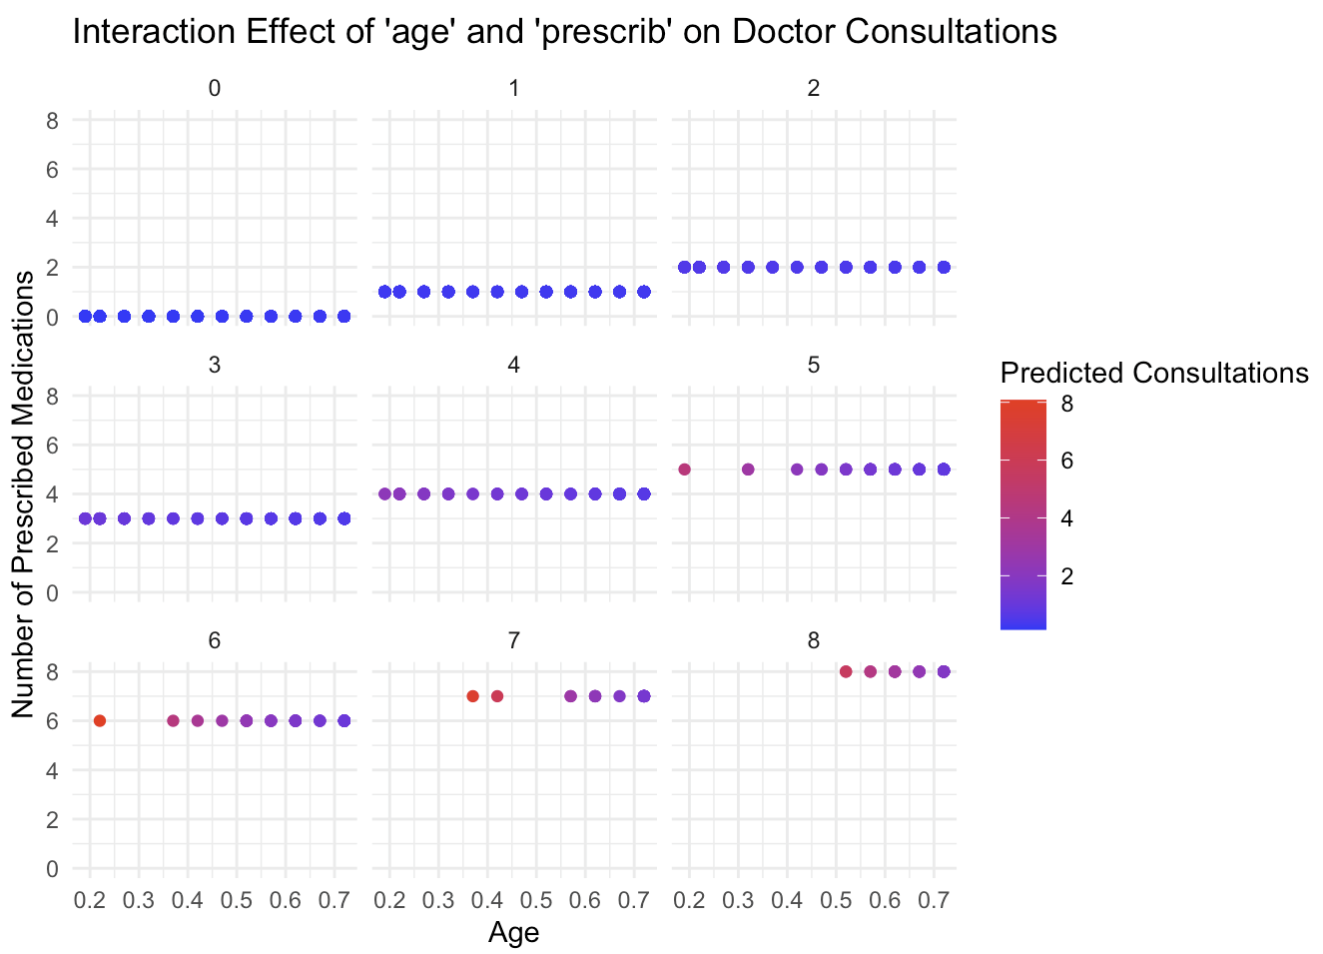 Interaction Effect of 'age' and 'prescrib' on Doctor Consultations
0 1 2
8
6
4
2
0
3 4 5
8
6
4
2
0
6 7 8
8
6
4
2
0
0.2 0.3 0.4 0.5 0.6 0.7 0.2 0.3 0.4 0.5 0.6 0.7 0.2 0.3 0.4 0.5 0.6 0.7
Age
Number of Prescribed Medications
Predicted Consultations
8
6
4
2